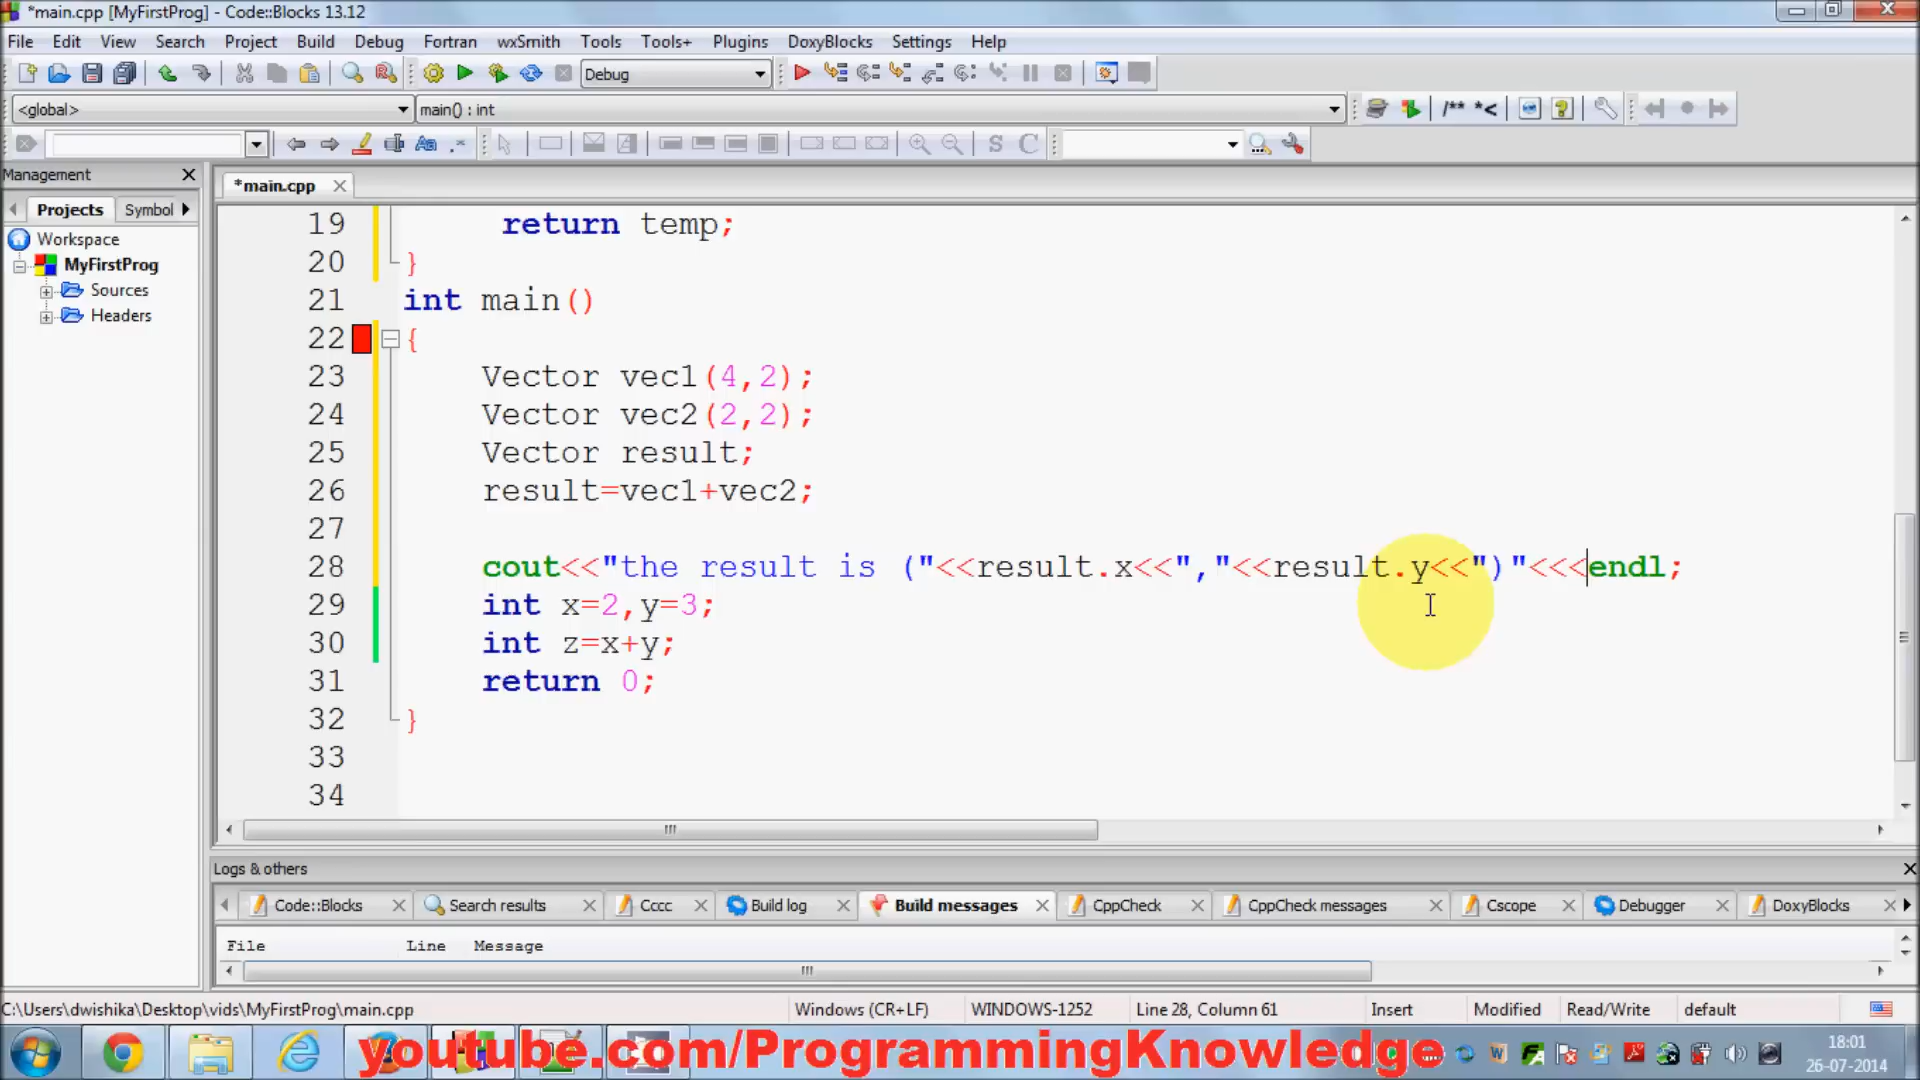 *main.cpp [MyFirstProg] - Code::Blocks 13.12
File Edit View Search Project Build Debug Fortran wxSmith Tools Tools+ Plugins DoxyBlocks Settings Help
Debug
<global> main() : int /** *<
S C
Management
*main.cpp
Projects Symbol
Workspace
MyFirstProg
Sources
Headers
19 return temp;
20 }
21 int main()
22 {
23 Vector vec1(4,2);
24 Vector vec2(2,2);
25 Vector result;
26 result=vec1+vec2;
27
28 cout<<"the result is ("<<result.x<<","<<result.y<<")"<<<endl;
29 int x=2,y=3;
30 int z=x+y;
31 return 0;
32 }
33
34
Logs & others
Code::Blocks Search results Cccc Build log Build messages CppCheck CppCheck messages Cscope Debugger DoxyBlocks
File Line Message
C:\Users\dwishika\Desktop\vids\MyFirstProg\main.cpp Windows (CR+LF) WINDOWS-1252 Line 28, Column 61 Insert Modified Read/Write default
youtube.com/ProgrammingKnowledge
18:01
26-07-2014